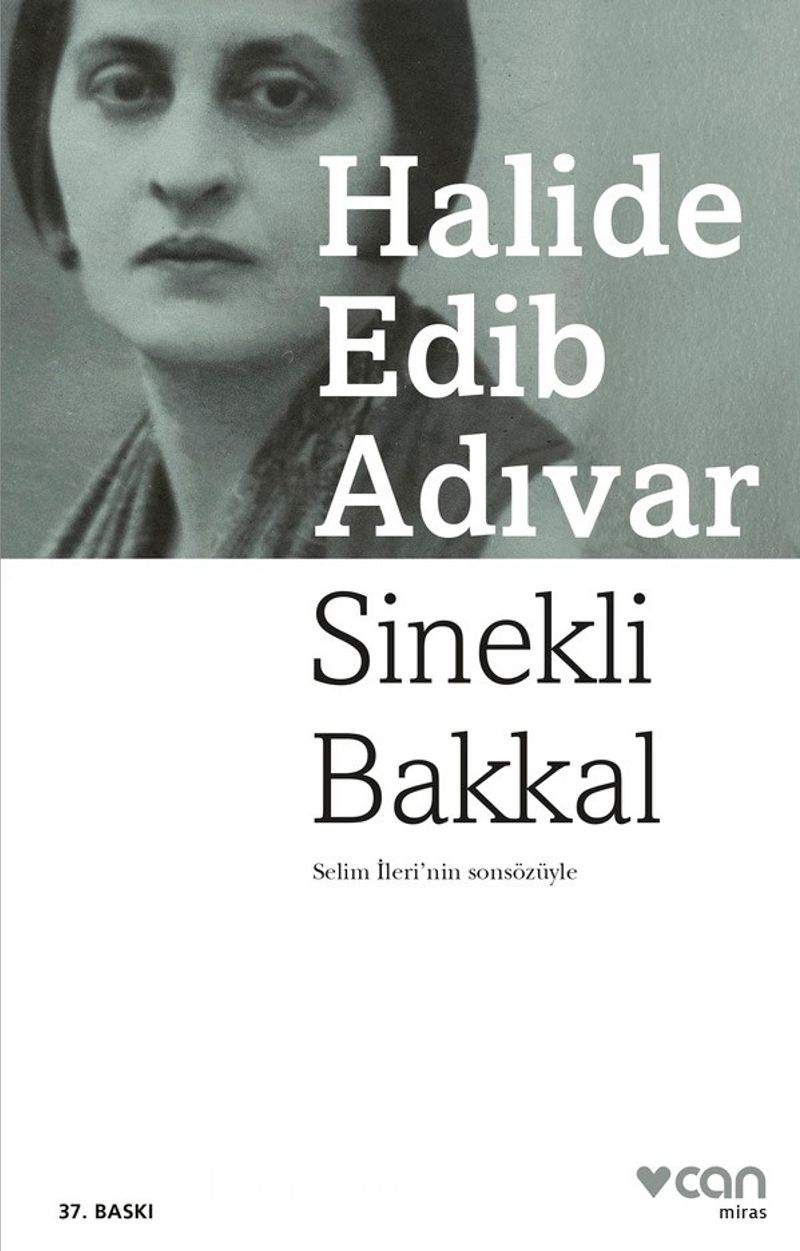 Halide
Edib
Adıvar
Sinekli
Bakkal
Selim İleri'nin sonsözüyle
can
miras
37. BASKI